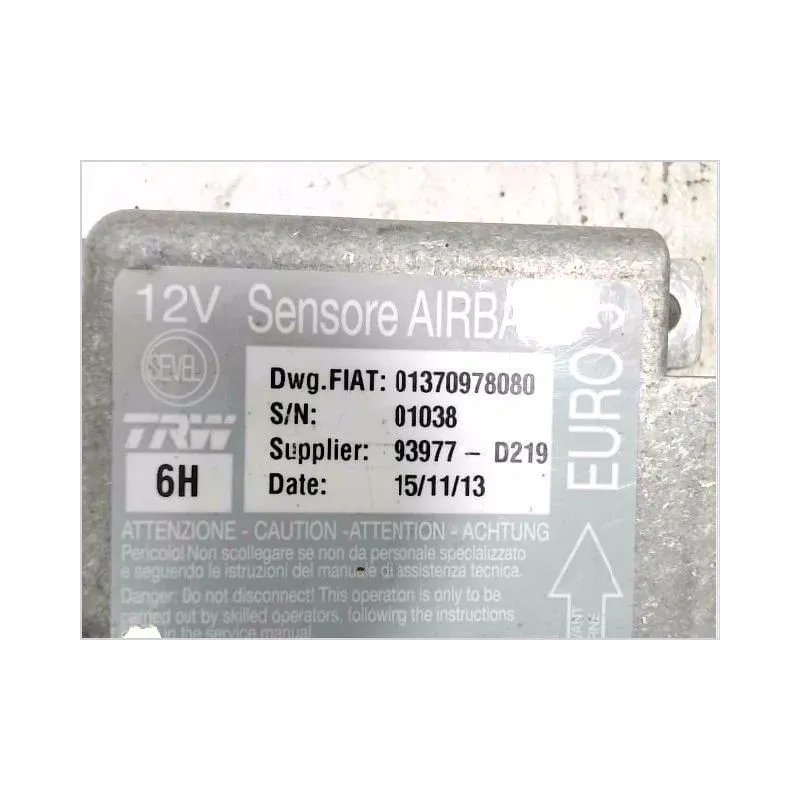 12V Sensore AIRBA
SEVEL
TRW
6H
Dwg.FIAT: 01370978080
S/N: 01038
Supplier: 93977 - D219
Date: 15/11/13
EURO 5
ATTENZIONE - CAUTION -ATTENTION - ACHTUNG
Pericolo! Non scollegare se non da personale specializzato
e seguendo le istruzioni del manuale di assistenza tecnica.
Danger: Do not disconnect! This operation is only to be
carried out by skilled operators, following the instructions
the service manual.